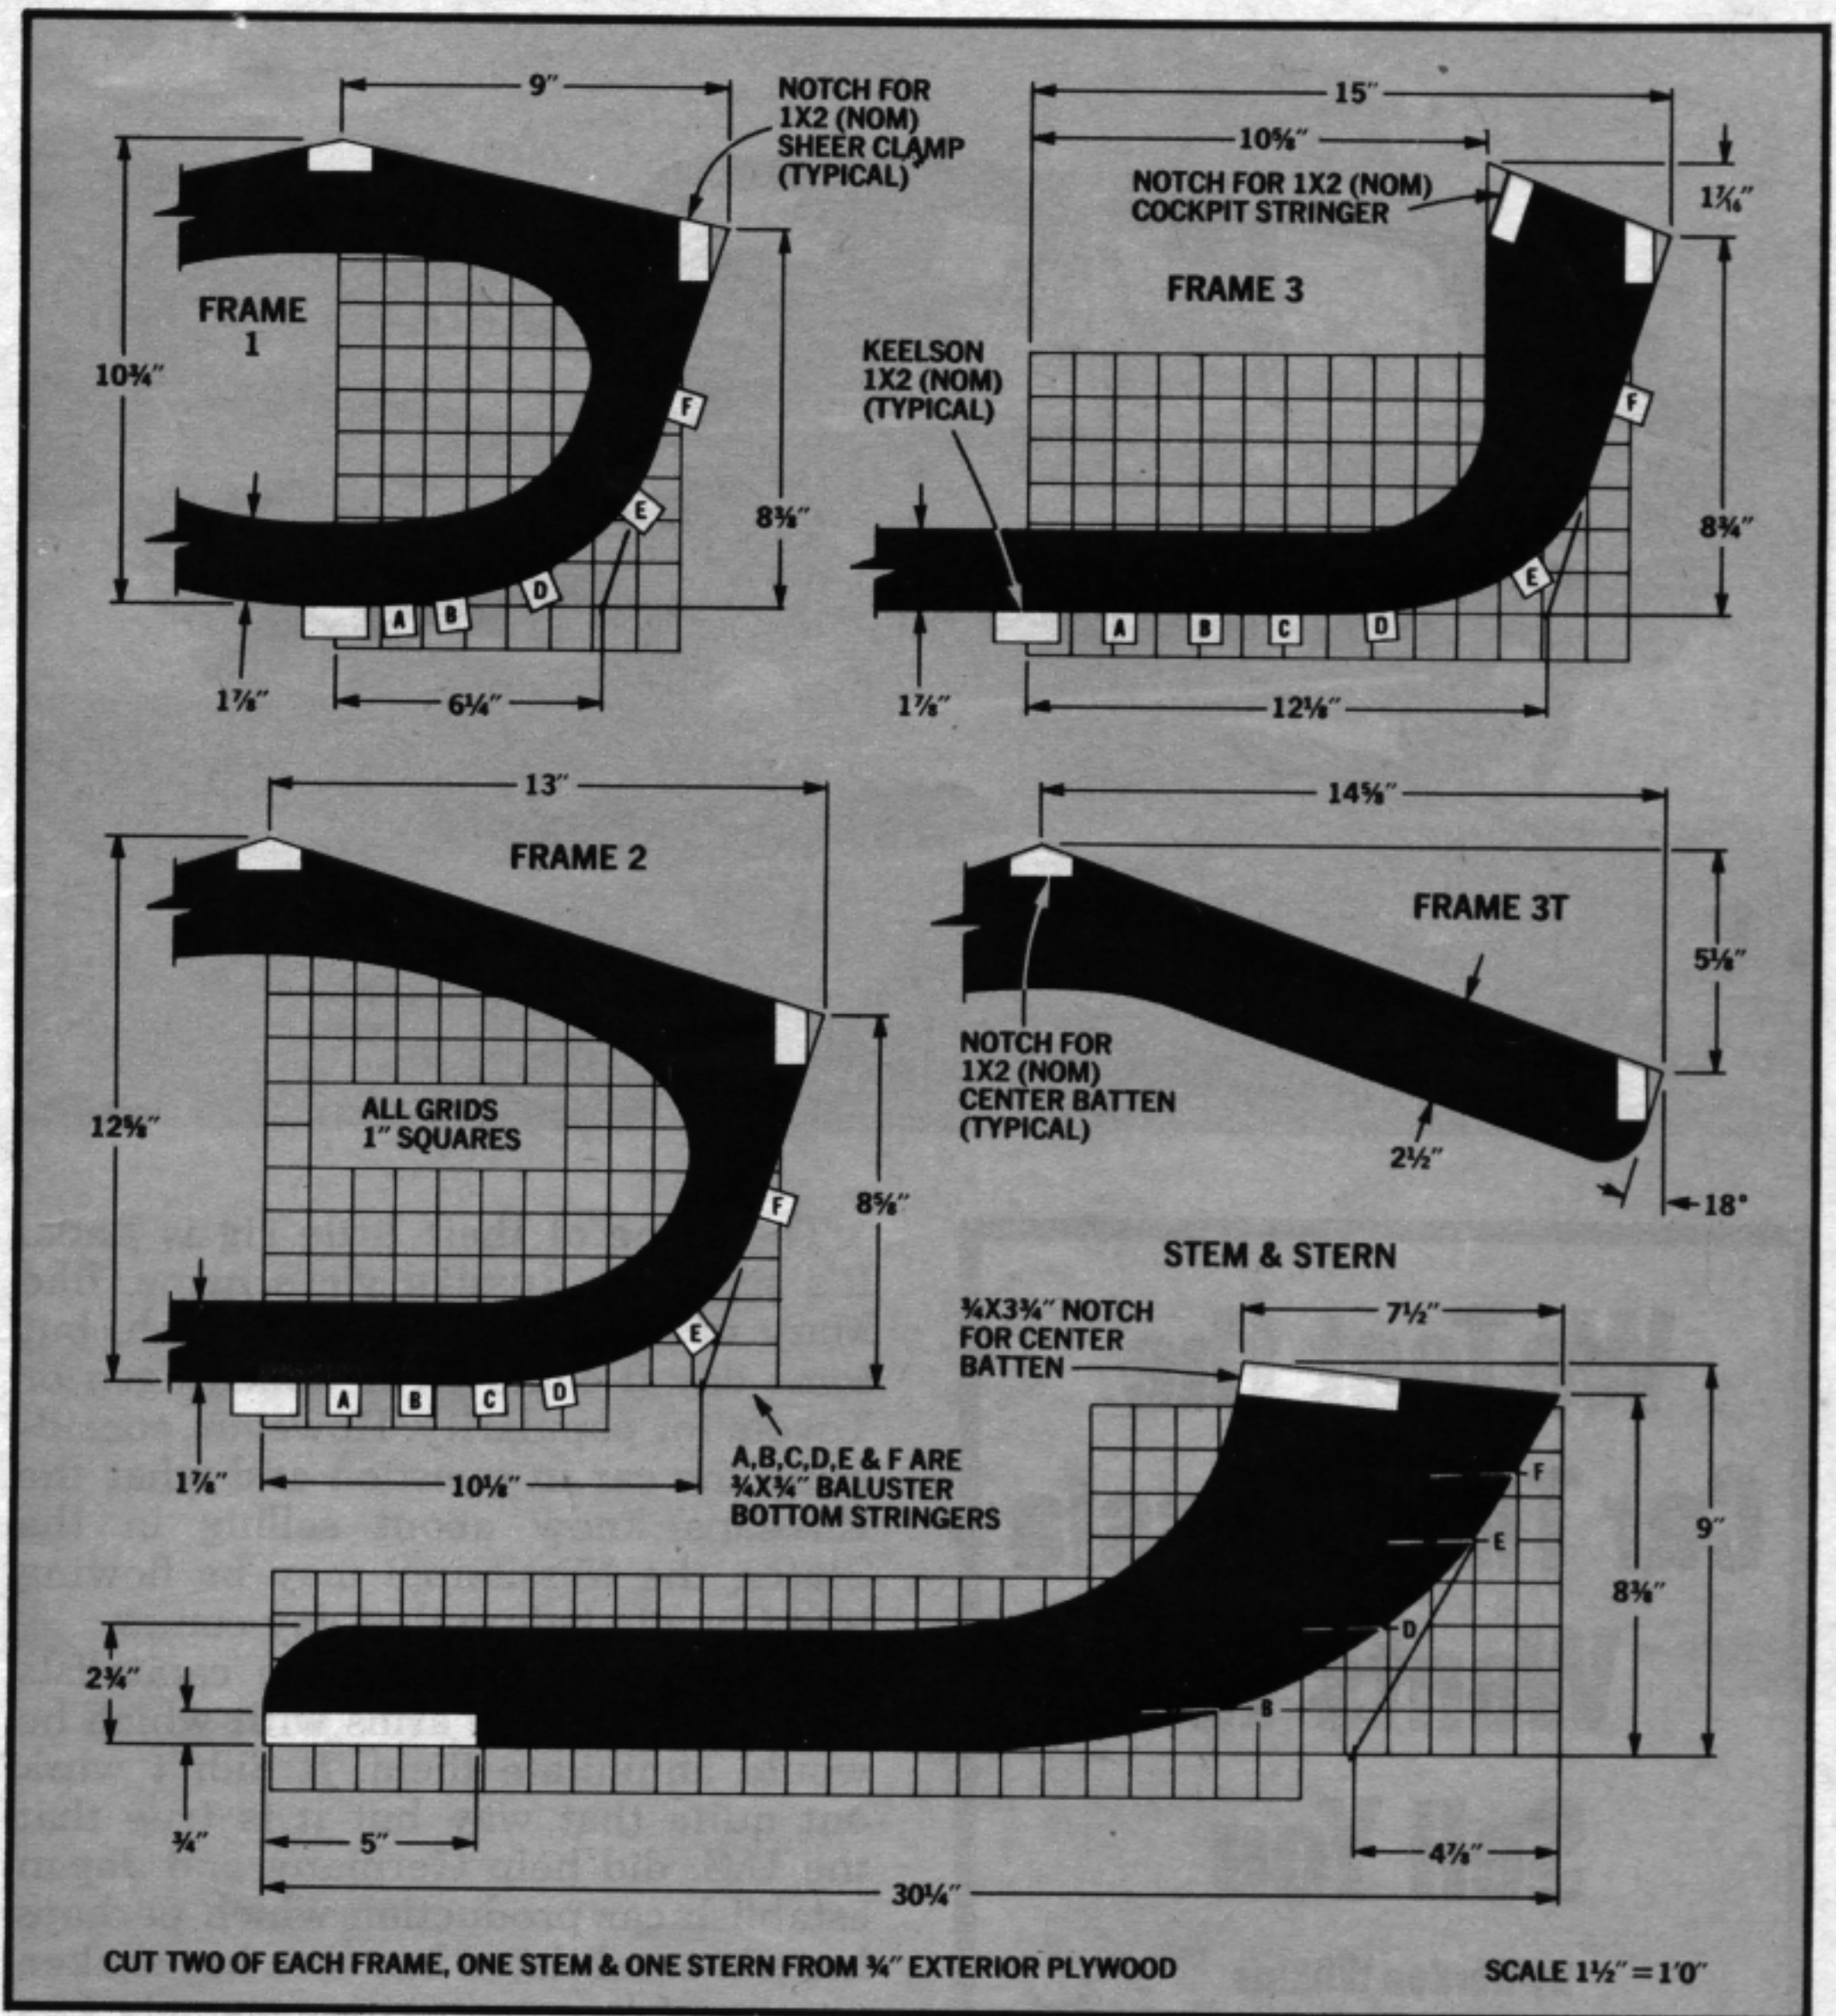 9″
NOTCH FOR
1X2 (NOM)
SHEER CLAMP
(TYPICAL)
FRAME
1
10¾″
8⅜″
F
E
D
A
B
1⅞″
6¼″
15″
10⅝″
1⁷⁄₁₆″
NOTCH FOR 1X2 (NOM)
COCKPIT STRINGER
FRAME 3
KEELSON
1X2 (NOM)
(TYPICAL)
F
8¾″
E
A
B
C
D
1⅞″
12⅛″
13″
FRAME 2
12⅝″
ALL GRIDS
1″ SQUARES
8⅝″
F
E
A
B
C
D
1⅞″
10⅛″
A,B,C,D,E & F ARE
¾X¾″ BALUSTER
BOTTOM STRINGERS
14⅝″
FRAME 3T
5⅛″
NOTCH FOR
1X2 (NOM)
CENTER BATTEN
(TYPICAL)
2½″
18°
STEM & STERN
¾X3¾″ NOTCH
FOR CENTER
BATTEN
7½″
F
E
D
B
9″
8⅜″
2¾″
¾″
5″
4⅞″
30¼″
CUT TWO OF EACH FRAME, ONE STEM & ONE STERN FROM ¾″ EXTERIOR PLYWOOD
SCALE 1½″ = 1′0″